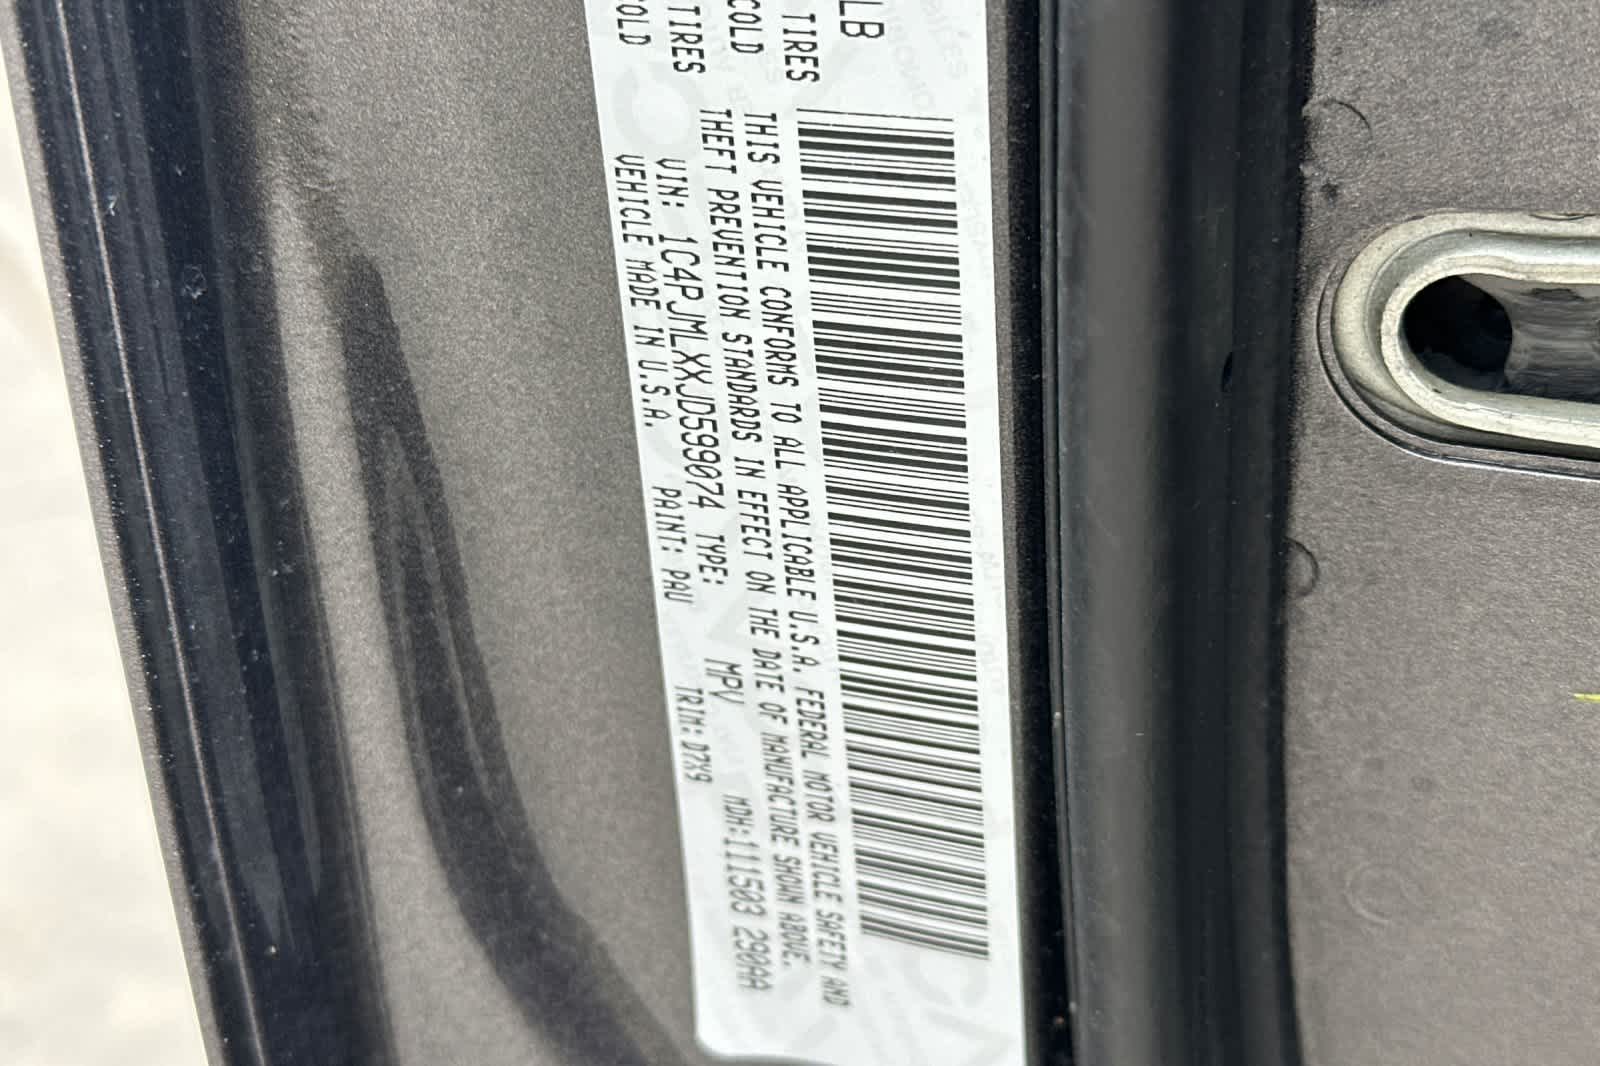 LB
TIRES
COLD
TIRES
COLD
THIS VEHICLE CONFORMS TO ALL APPLICABLE U.S.A. FEDERAL MOTOR VEHICLE SAFETY AND
THEFT PREVENTION STANDARDS IN EFFECT ON THE DATE OF MANUFACTURE SHOWN ABOVE.
VIN: 1C4PJMLXXJD599074 TYPE: MPV MDH:111503 290AA
VEHICLE MADE IN U.S.A. PAINT: PAU TRIM: D7X9